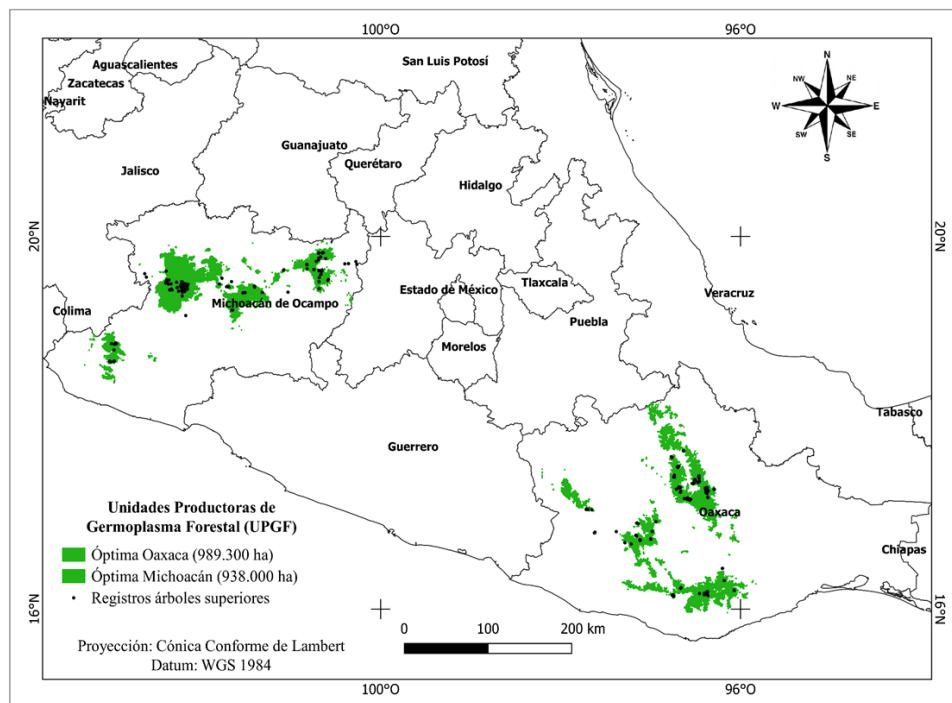 100°O
96°O
San Luis Potosí
Aguascalientes
Zacatecas
Nayarit
N
NW
NE
W
E
SW
SE
S
Guanajuato
Querétaro
Jalisco
Hidalgo
20°N
20°N
Tlaxcala
Estado de México
Veracruz
Michoacán de Ocampo
Colima
Puebla
Morelos
Tabasco
Guerrero
Unidades Productoras de
Germoplasma Forestal (UPGF)
Óptima Oaxaca (989.300 ha)
Óptima Michoacán (938.000 ha)
Registros árboles superiores
Oaxaca
Chiapas
16°N
16°N
0
100
200 km
Proyección: Cónica Conforme de Lambert
Datum: WGS 1984
100°O
96°O